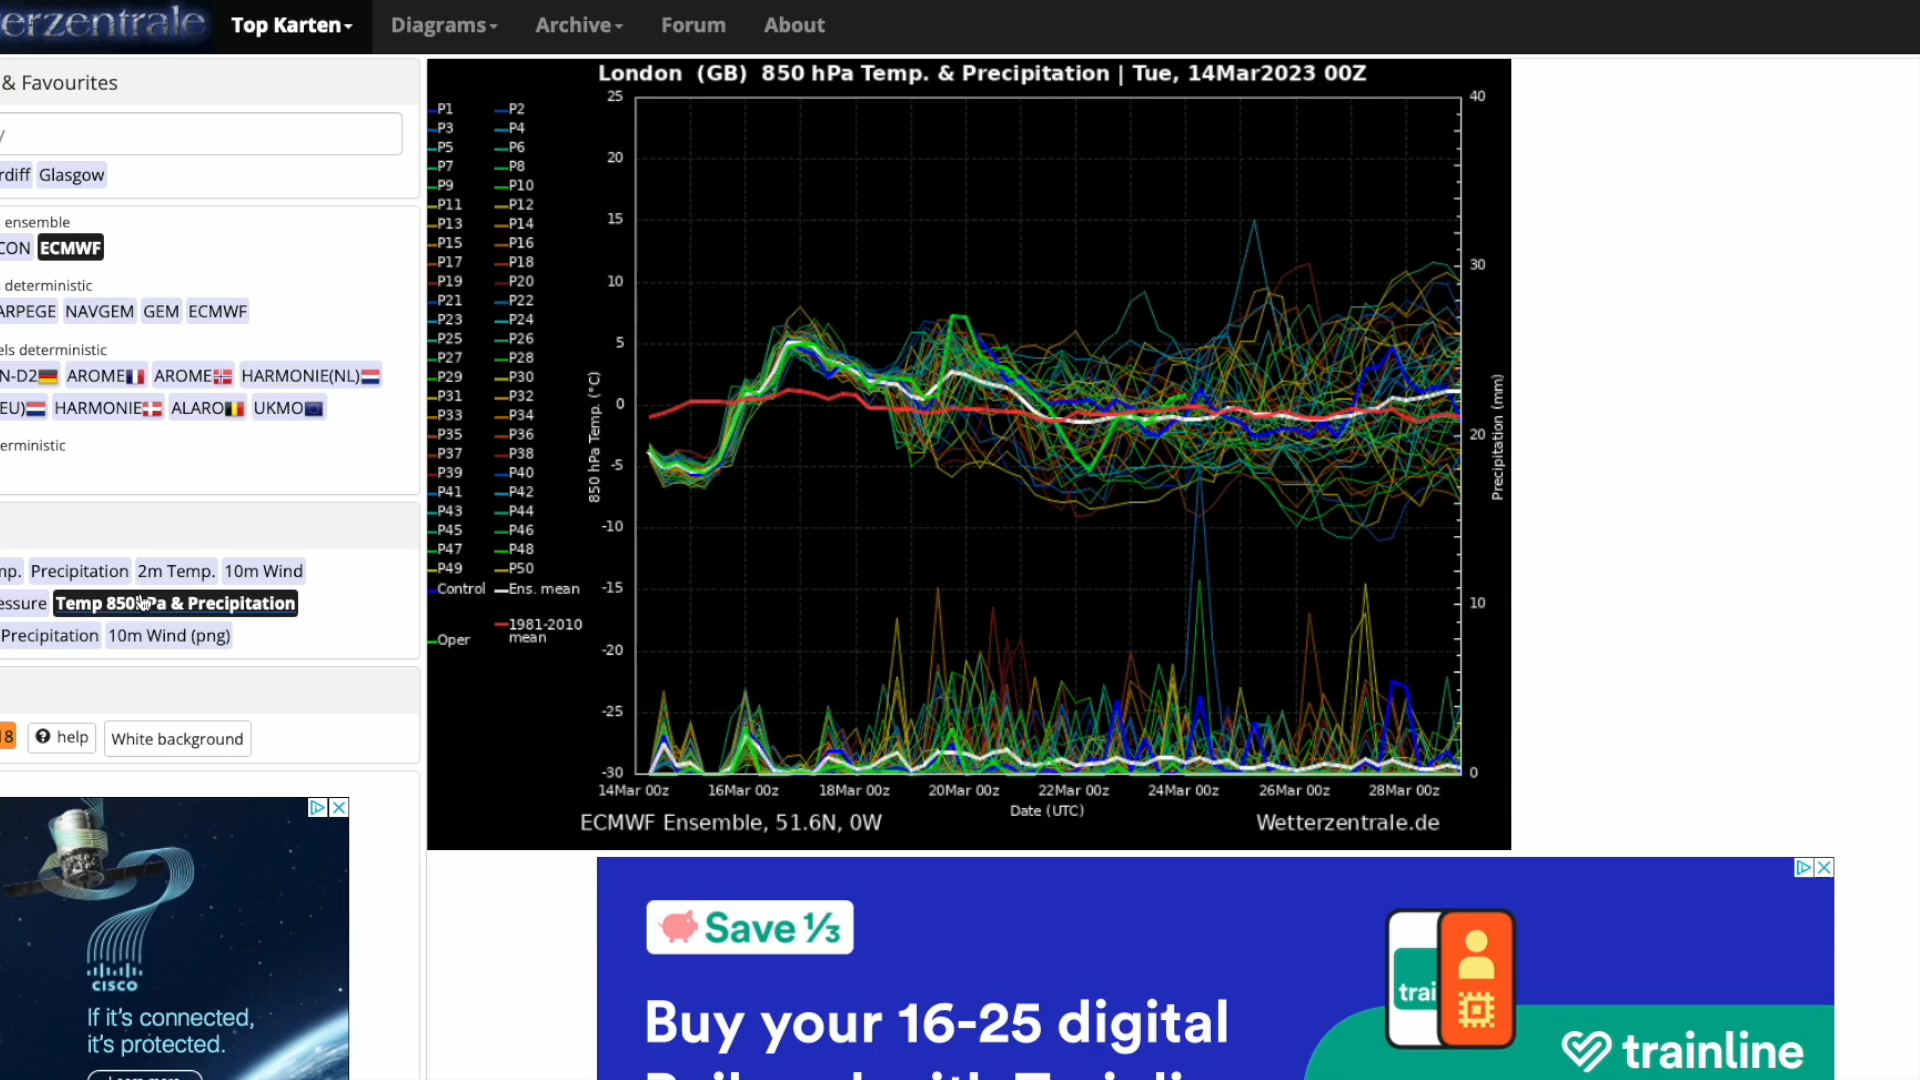 erzentrale Top Karten Diagrams Archive Forum About
& Favourites
y
rdiff Glasgow
ensemble
CON ECMWF
deterministic
ARPEGE NAVGEM GEM ECMWF
els deterministic
N-D2 AROME AROME HARMONIE(NL)
EU) HARMONIE ALARO UKMO
erministic
mp. Precipitation 2m Temp. 10m Wind
essure Temp 850hPa & Precipitation
Precipitation 10m Wind (png)
18 help White background
London (GB) 850 hPa Temp. & Precipitation | Tue, 14Mar2023 00Z
P1 P2
P3 P4
P5 P6
P7 P8
P9 P10
P11 P12
P13 P14
P15 P16
P17 P18
P19 P20
P21 P22
P23 P24
P25 P26
P27 P28
P29 P30
P31 P32
P33 P34
P35 P36
P37 P38
P39 P40
P41 P42
P43 P44
P45 P46
P47 P48
P49 P50
Control Ens. mean
Oper 1981-2010
mean
850 hPa Temp. (°C)
25
20
15
10
5
0
-5
-10
-15
-20
-25
-30
40
30
20
10
0
Precipitation (mm)
14Mar 00z 16Mar 00z 18Mar 00z 20Mar 00z 22Mar 00z 24Mar 00z 26Mar 00z 28Mar 00z
Date (UTC)
ECMWF Ensemble, 51.6N, 0W Wetterzentrale.de
CISCO
If it's connected,
it's protected.
Learn more
Save 1/3
Buy your 16-25 digital
Railcard with Trainline
trai
trainline